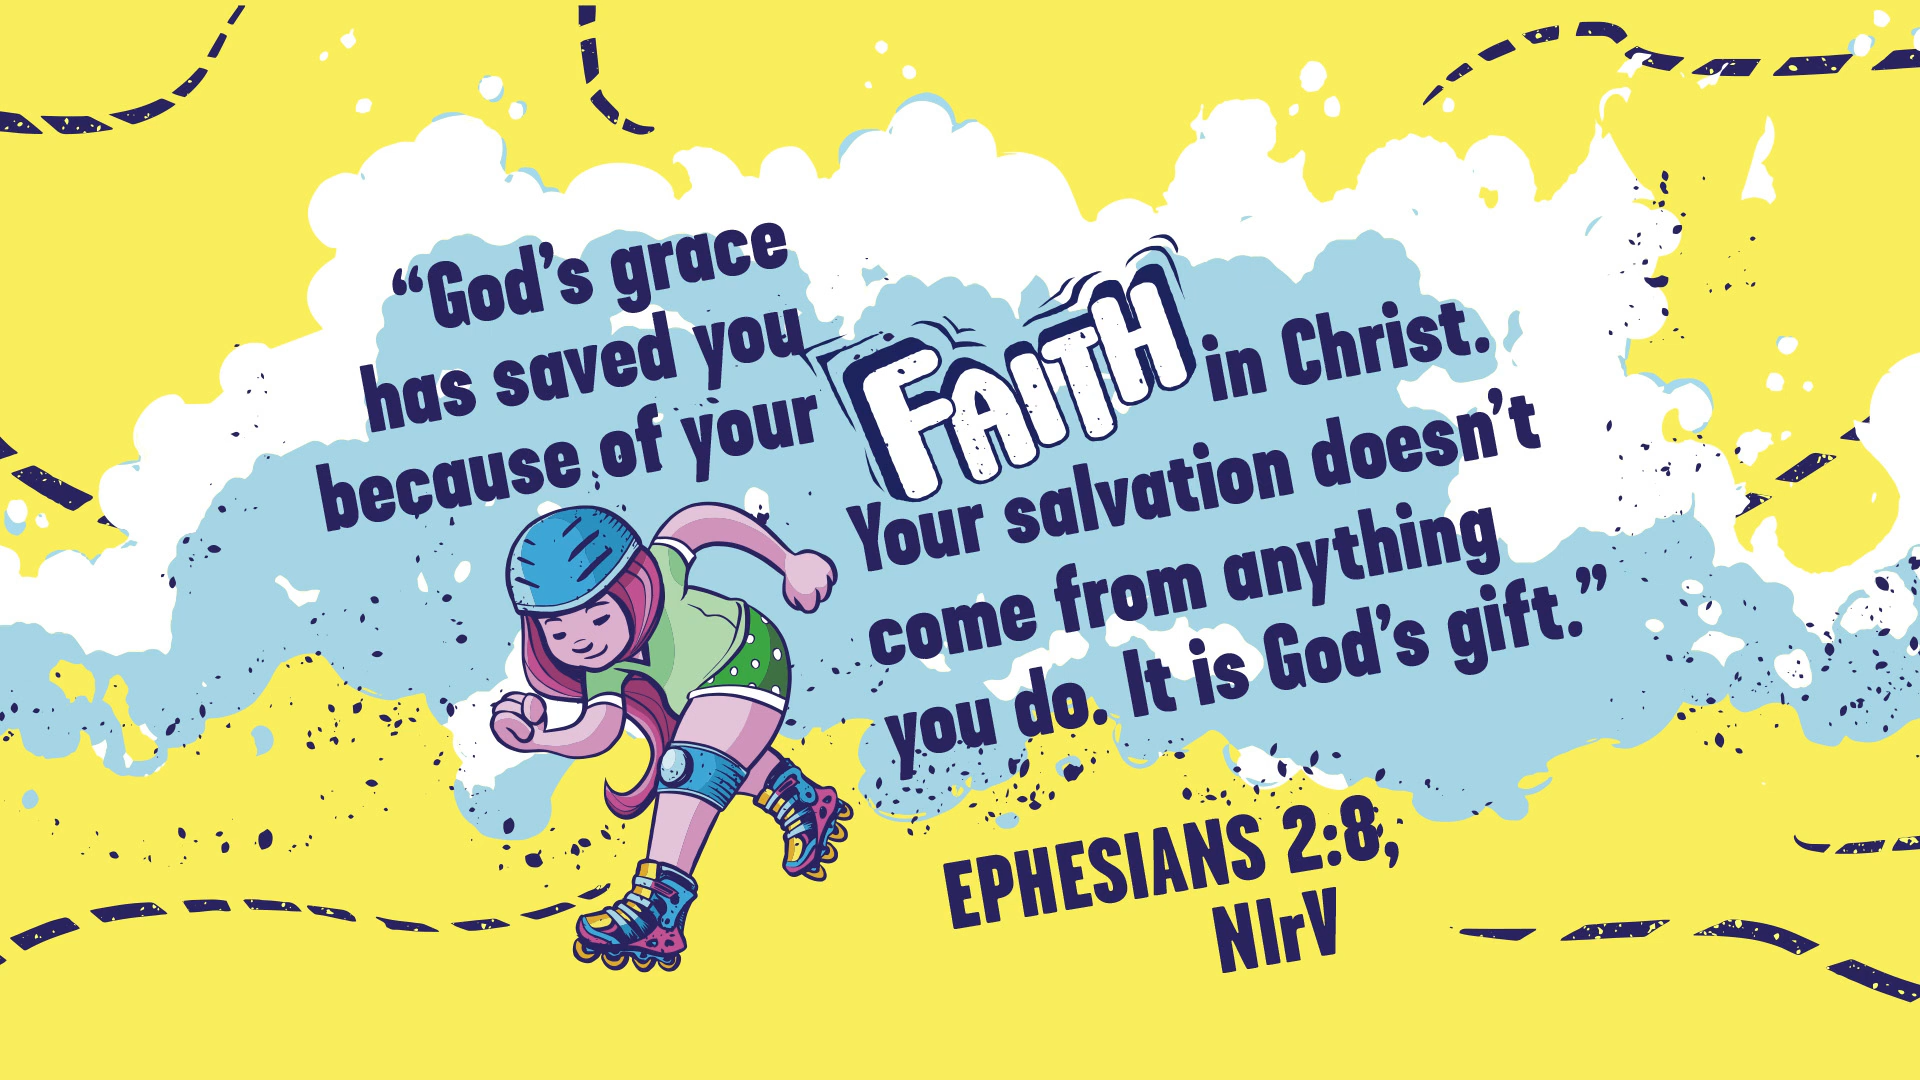 “God’s grace
has saved you
because of your
FAITH in Christ.
Your salvation doesn’t
come from anything
you do. It is God’s gift.”
EPHESIANS 2:8,
NIrV